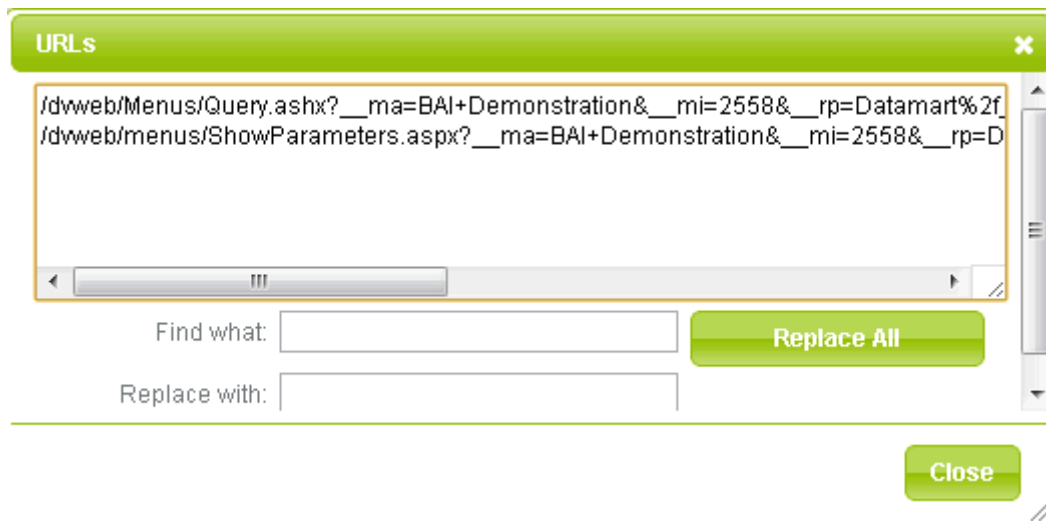 URLs
/dvweb/Menus/Query.ashx?__ma=BAI+Demonstration&__mi=2558&__rp=Datamart%2f_
/dvweb/menus/ShowParameters.aspx?__ma=BAI+Demonstration&__mi=2558&__rp=D
Find what:
Replace All
Replace with:
Close